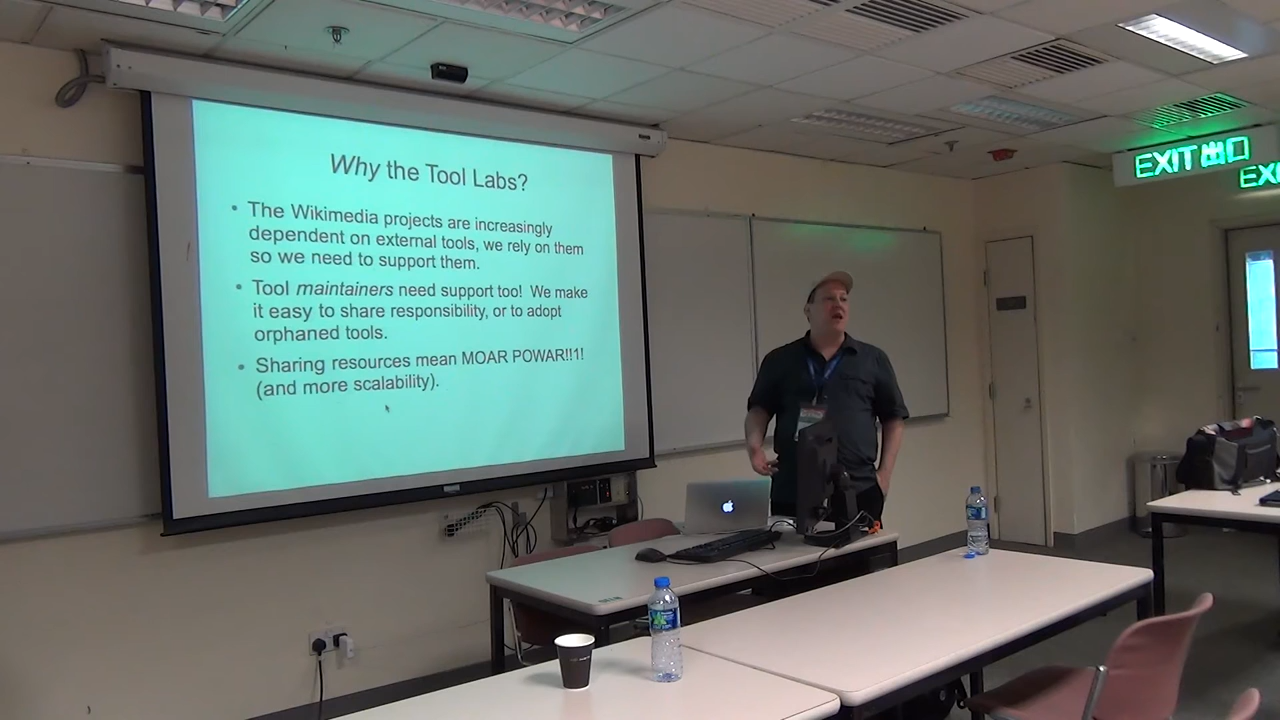 Why the Tool Labs?
• The Wikimedia projects are increasingly
dependent on external tools, we rely on them
so we need to support them.
• Tool maintainers need support too! We make
it easy to share responsibility, or to adopt
orphaned tools.
• Sharing resources mean MOAR POWAR!!1!
(and more scalability).
EXIT 出口
EXI